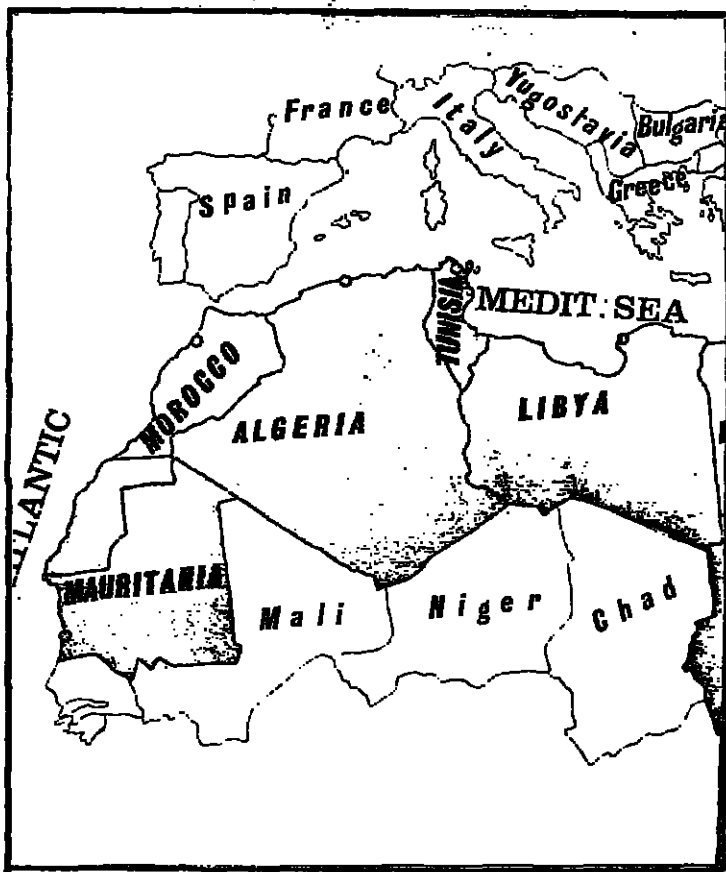 France
Italy
Yugoslavia
Bulgaria
Spain
Greece
TUNISIA
MEDIT. SEA
MOROCCO
ALGERIA
LIBYA
ATLANTIC
MAURITANIA
Mali
Niger
Chad